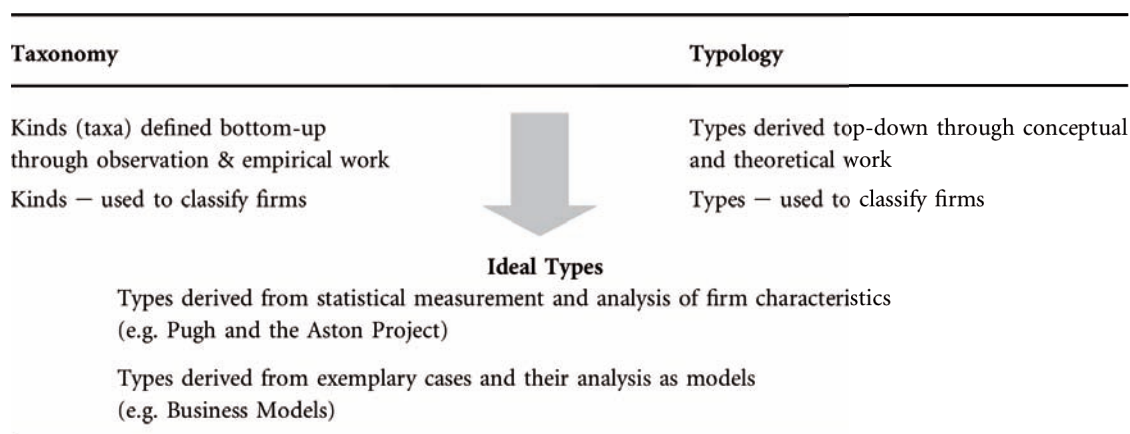 Taxonomy
Typology
Kinds (taxa) defined bottom-up
through observation & empirical work
Kinds — used to classify firms
Types derived top-down through conceptual
and theoretical work
Types — used to classify firms
Ideal Types
Types derived from statistical measurement and analysis of firm characteristics
(e.g. Pugh and the Aston Project)
Types derived from exemplary cases and their analysis as models
(e.g. Business Models)